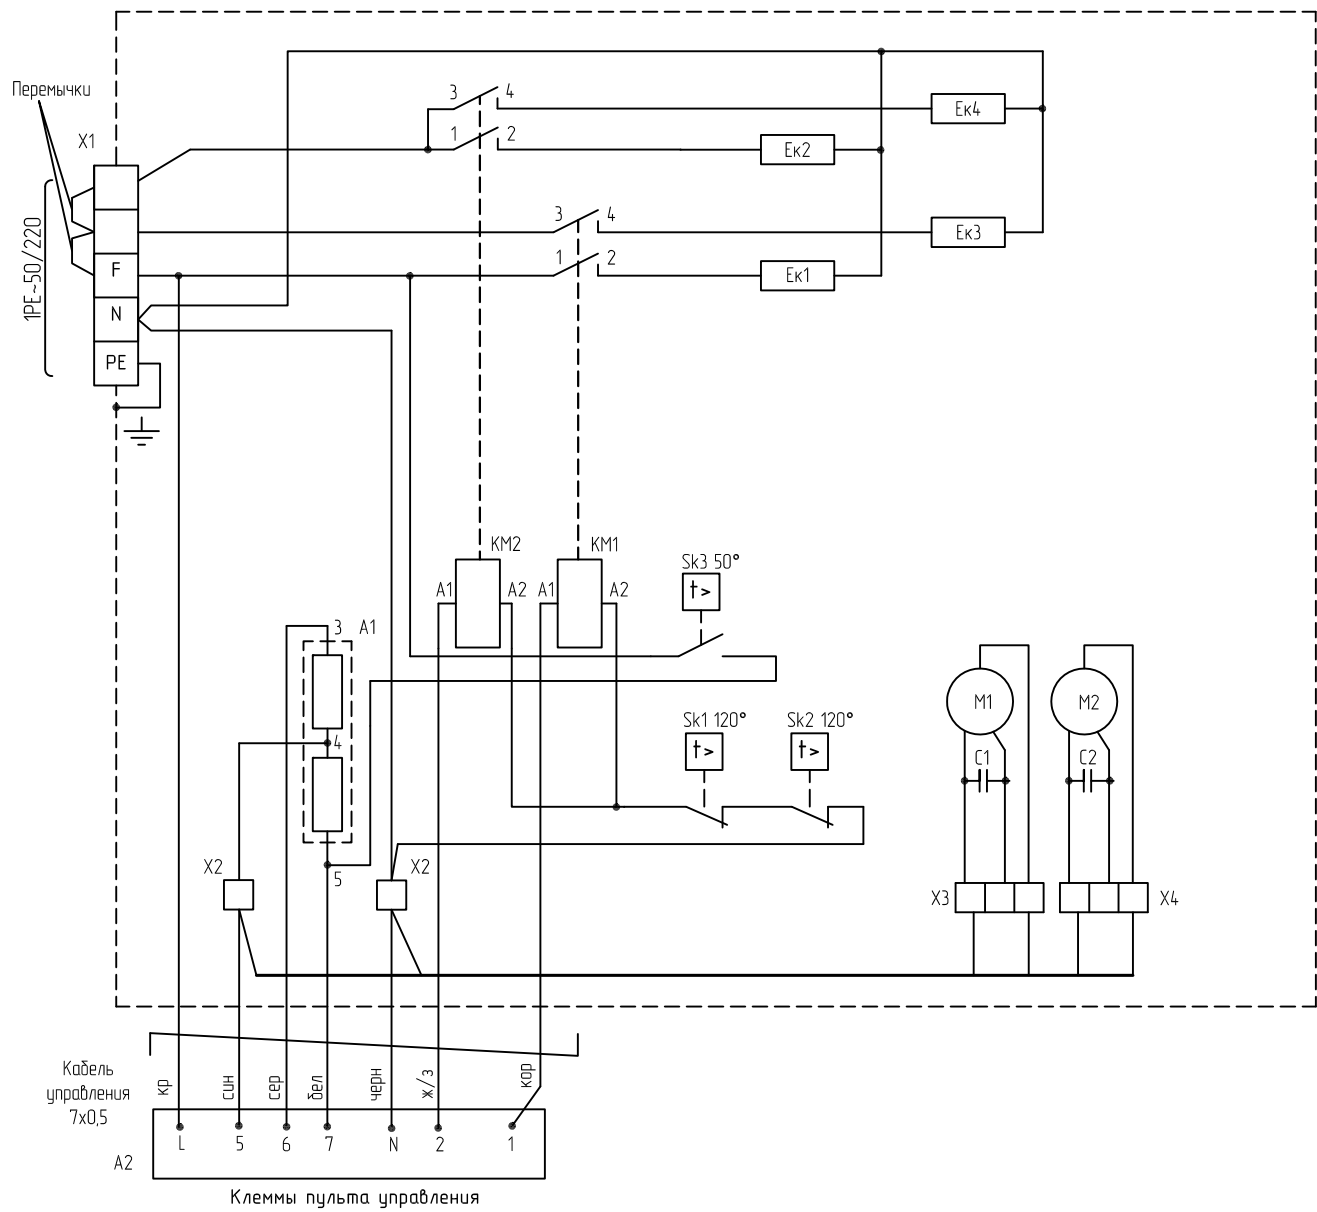 Перемычки
X1
1PE~50/220
F
N
PE
3 4
1 2
Ек4
Ек2
3 4
1 2
Ек3
Ек1
KM2
KM1
A1 A2
A1 A2
Sk3 50°
t>
3 A1
4
5
Sk1 120°
t>
Sk2 120°
t>
M1
M2
C1
C2
X2
X2
X3
X4
Кабель
управления
7x0,5
кр
син
сер
бел
черн
ж/з
кор
L 5 6 7 N 2 1
A2
Клеммы пульта управления